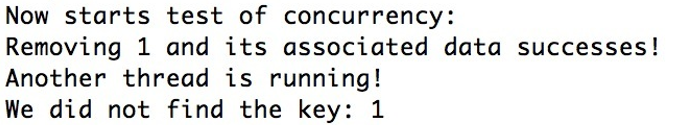 Now starts test of concurrency:
Removing 1 and its associated data successes!
Another thread is running!
We did not find the key: 1